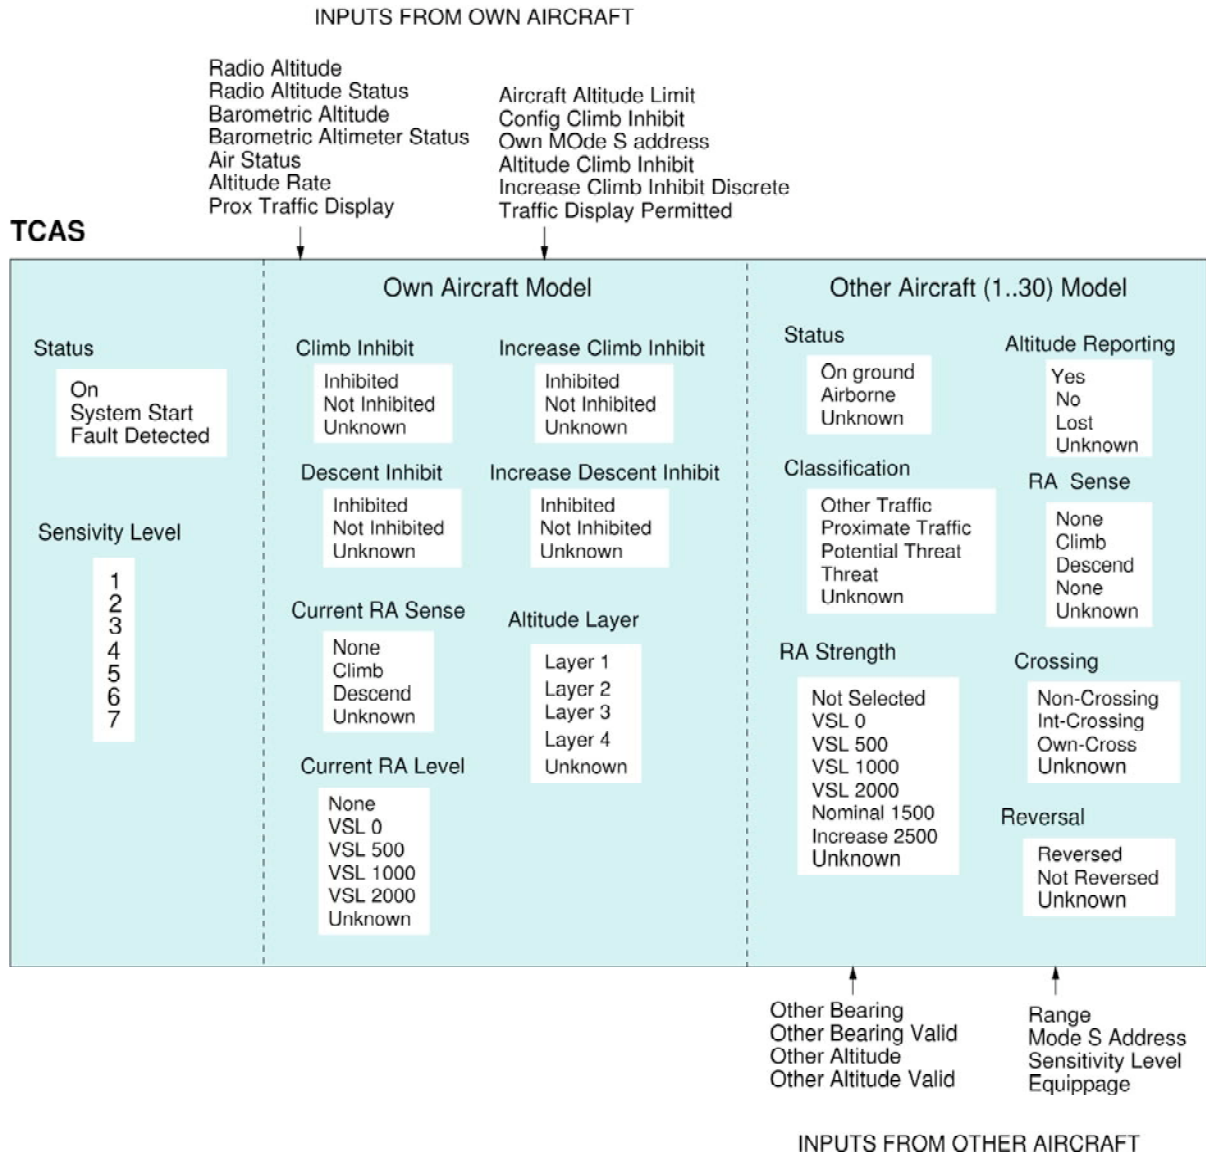 INPUTS FROM OWN AIRCRAFT
Radio Altitude
Radio Altitude Status
Barometric Altitude
Barometric Altimeter Status
Air Status
Altitude Rate
Prox Traffic Display
Aircraft Altitude Limit
Config Climb Inhibit
Own MOde S address
Altitude Climb Inhibit
Increase Climb Inhibit Discrete
Traffic Display Permitted
TCAS
Status
On
System Start
Fault Detected
Sensivity Level
1
2
3
4
5
6
7
Own Aircraft Model
Climb Inhibit
Inhibited
Not Inhibited
Unknown
Increase Climb Inhibit
Inhibited
Not Inhibited
Unknown
Descent Inhibit
Inhibited
Not Inhibited
Unknown
Increase Descent Inhibit
Inhibited
Not Inhibited
Unknown
Current RA Sense
None
Climb
Descend
Unknown
Altitude Layer
Layer 1
Layer 2
Layer 3
Layer 4
Unknown
Current RA Level
None
VSL 0
VSL 500
VSL 1000
VSL 2000
Unknown
Other Aircraft (1..30) Model
Status
On ground
Airborne
Unknown
Altitude Reporting
Yes
No
Lost
Unknown
Classification
Other Traffic
Proximate Traffic
Potential Threat
Threat
Unknown
RA Sense
None
Climb
Descend
None
Unknown
RA Strength
Not Selected
VSL 0
VSL 500
VSL 1000
VSL 2000
Nominal 1500
Increase 2500
Unknown
Crossing
Non-Crossing
Int-Crossing
Own-Cross
Unknown
Reversal
Reversed
Not Reversed
Unknown
Other Bearing
Other Bearing Valid
Other Altitude
Other Altitude Valid
Range
Mode S Address
Sensitivity Level
Equippage
INPUTS FROM OTHER AIRCRAFT